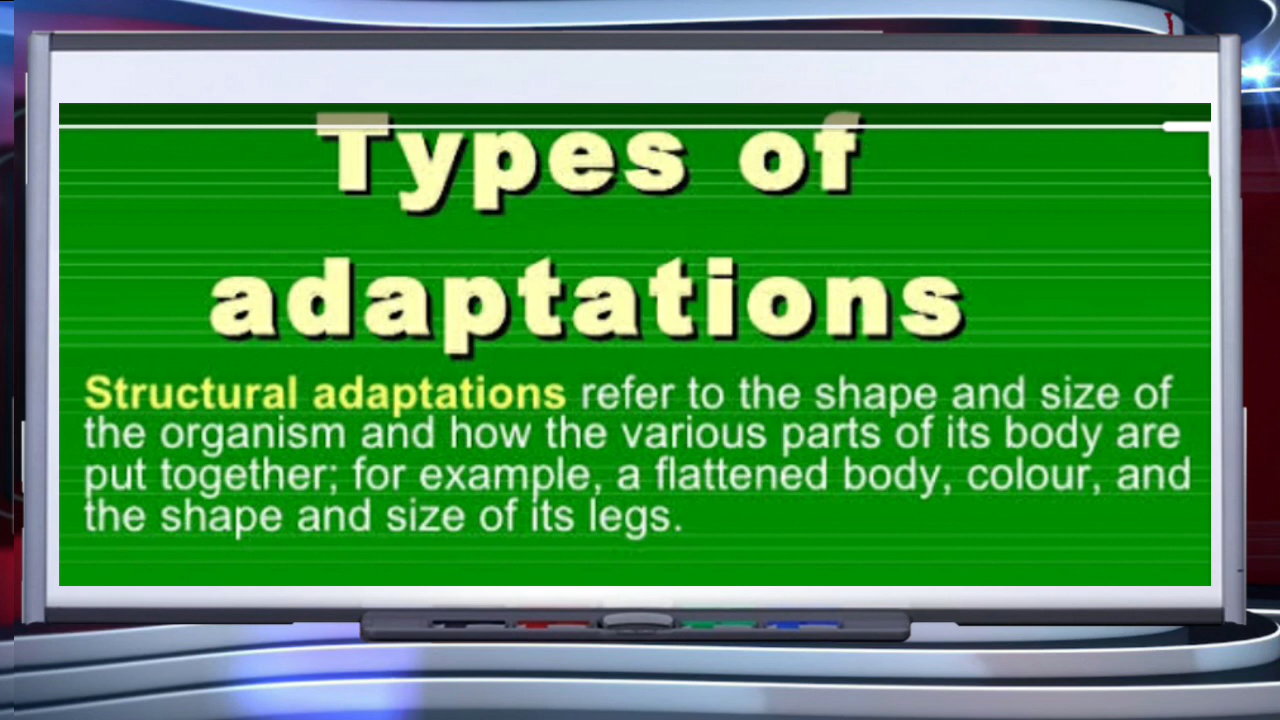 Types of
adaptations
Structural adaptations refer to the shape and size of
the organism and how the various parts of its body are
put together; for example, a flattened body, colour, and
the shape and size of its legs.